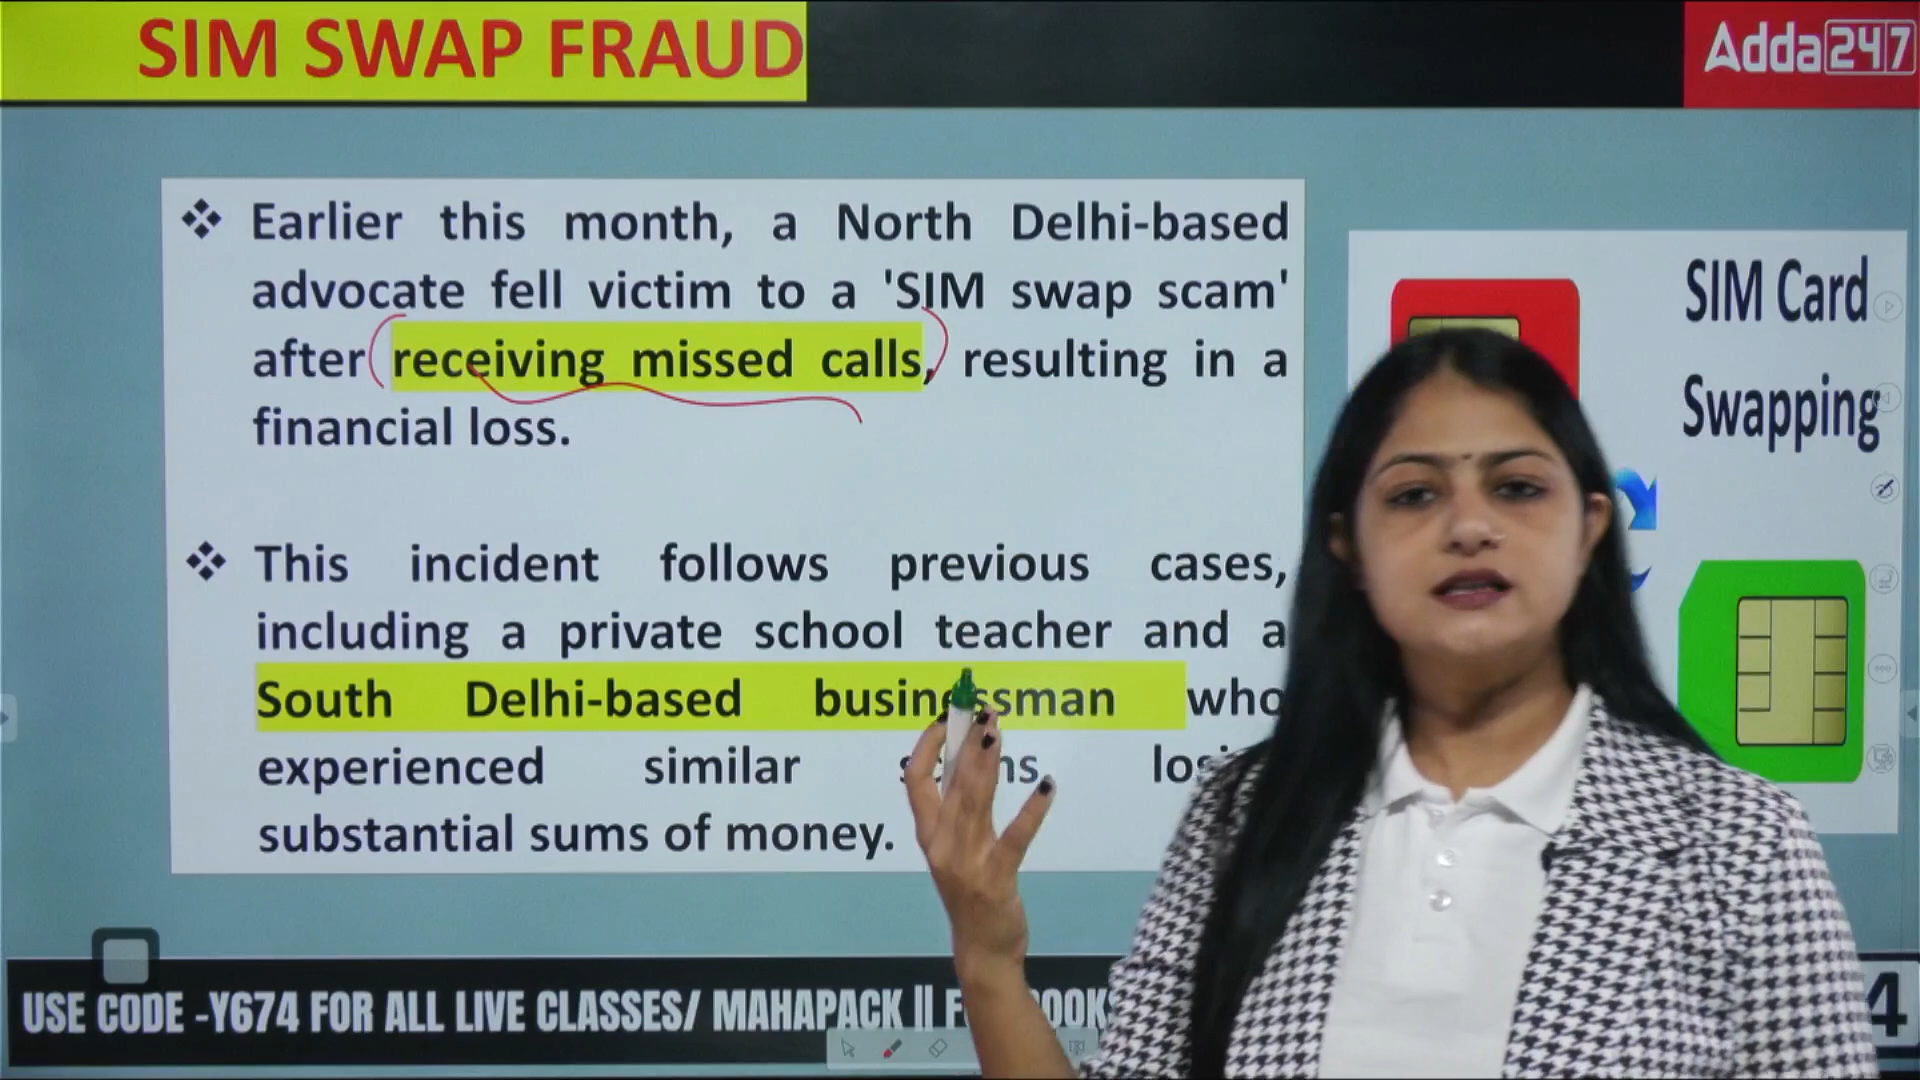 SIM SWAP FRAUD
Adda247
Earlier this month, a North Delhi-based
advocate fell victim to a 'SIM swap scam'
after receiving missed calls, resulting in a
financial loss.
This incident follows previous cases,
including a private school teacher and a
South Delhi-based businessman who
experienced similar
substantial sums of money.
SIM Card
Swapping
USE CODE -Y674 FOR ALL LIVE CLASSES/ MAHAPACK ||
4